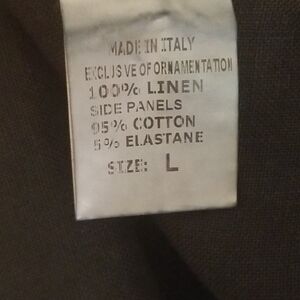 MADE IN ITALY
EXCLUSIVE OF ORNAMENTATION
100% LINEN
SIDE PANELS
95% COTTON
5% ELASTANE
SIZE: L